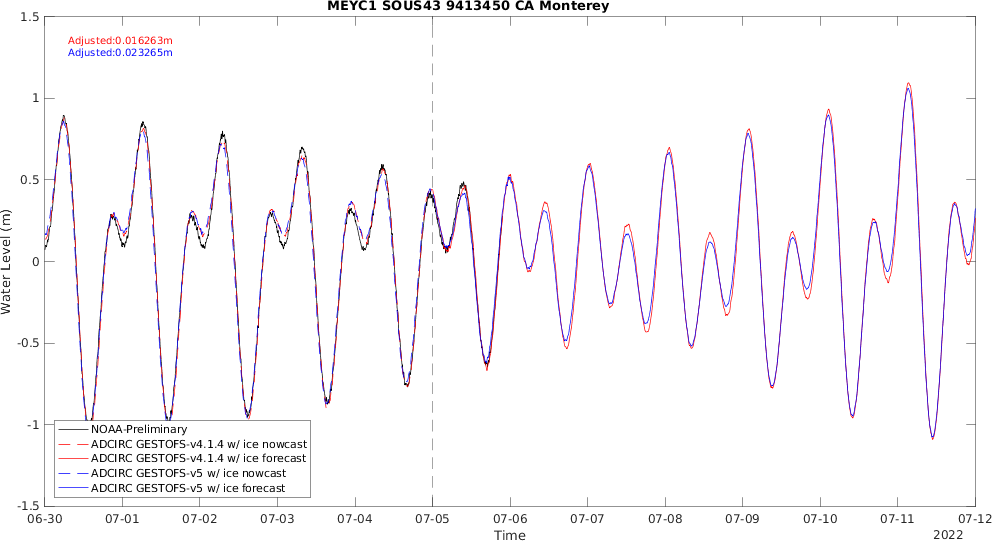 MEYC1 SOUS43 9413450 CA Monterey
Adjusted:0.016263m
Adjusted:0.023265m
Water Level (m)
1.5
1
0.5
0
-0.5
-1
-1.5
NOAA-Preliminary
ADCIRC GESTOFS-v4.1.4 w/ ice nowcast
ADCIRC GESTOFS-v4.1.4 w/ ice forecast
ADCIRC GESTOFS-v5 w/ ice nowcast
ADCIRC GESTOFS-v5 w/ ice forecast
06-30 07-01 07-02 07-03 07-04 07-05 07-06 07-07 07-08 07-09 07-10 07-11 07-12
Time
2022